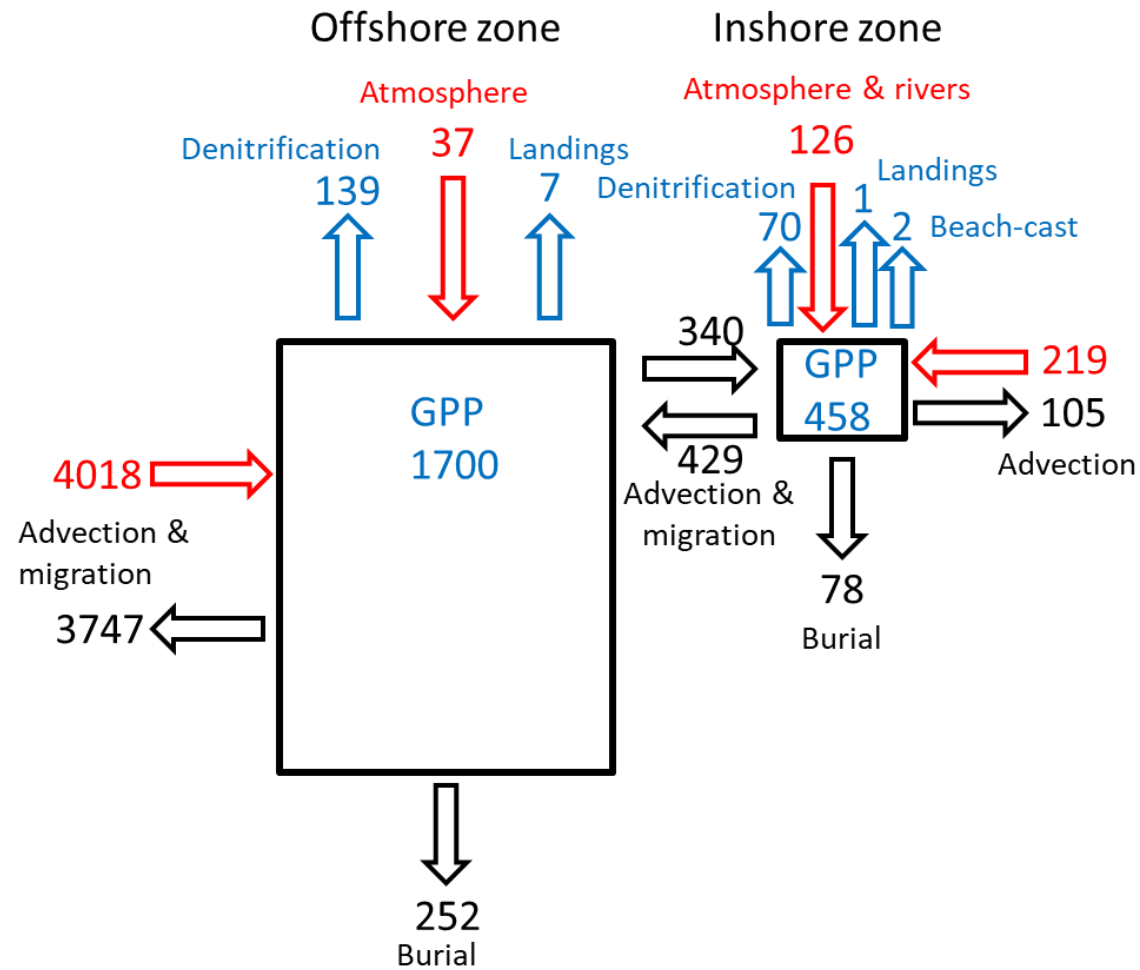 Offshore zone
Inshore zone
Atmosphere
Atmosphere & rivers
37
126
Denitrification
139
Landings
7
Denitrification
70
Landings
1
2
Beach-cast
340
GPP
458
219
105
Advection
429
Advection &
migration
GPP
1700
4018
Advection &
migration
3747
78
Burial
252
Burial